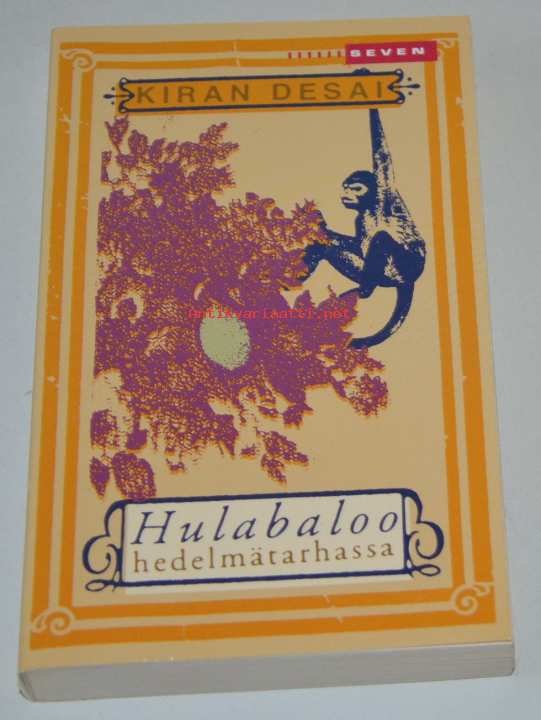 SEVEN
KIRAN DESAI
Antikvariaatti.net
Hulabaloo
hedelmätarhassa